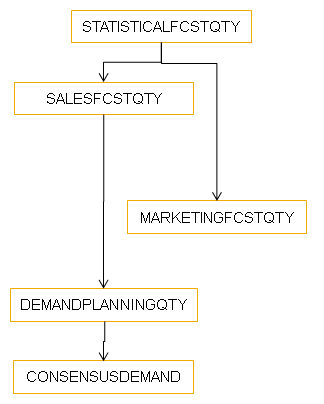 STATISTICALFCSTQTY
SALESFCSTQTY
MARKETINGFCSTQTY
DEMANDPLANNINGQTY
CONSENSUSDEMAND